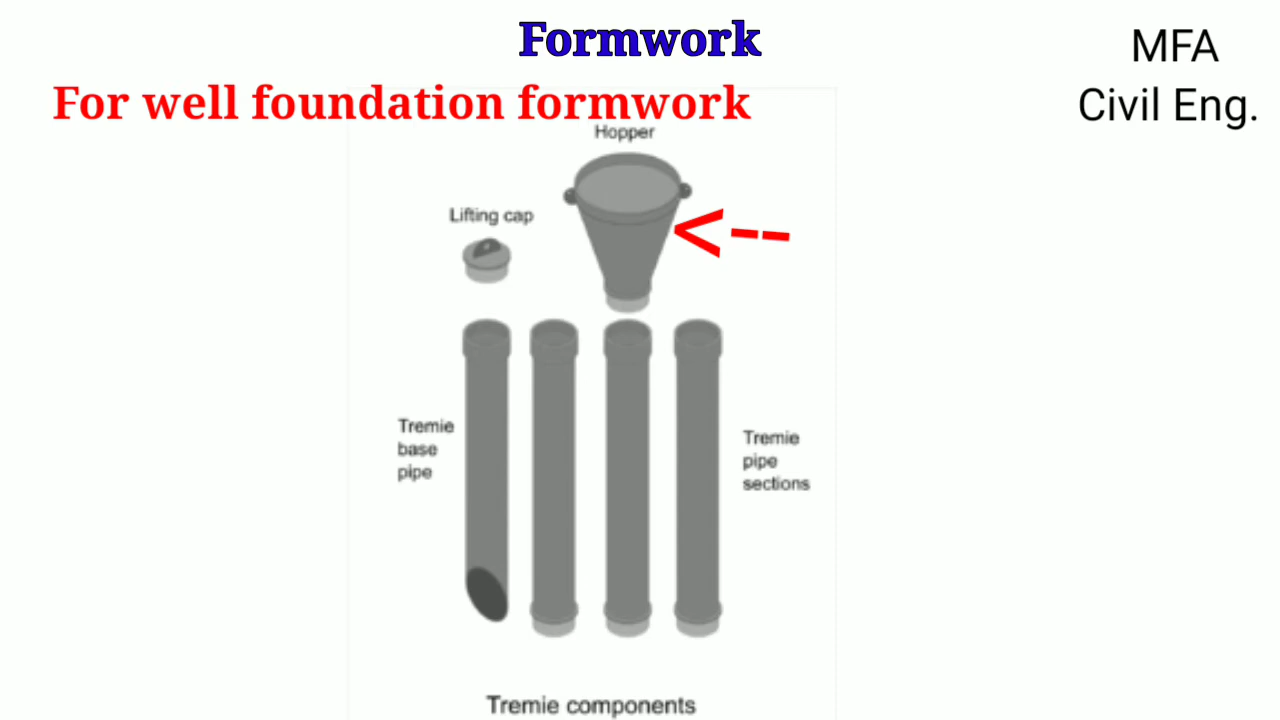 Formwork
MFA
Civil Eng.
For well foundation formwork
Hopper
Lifting cap
Tremie
base
pipe
Tremie
pipe
sections
Tremie components